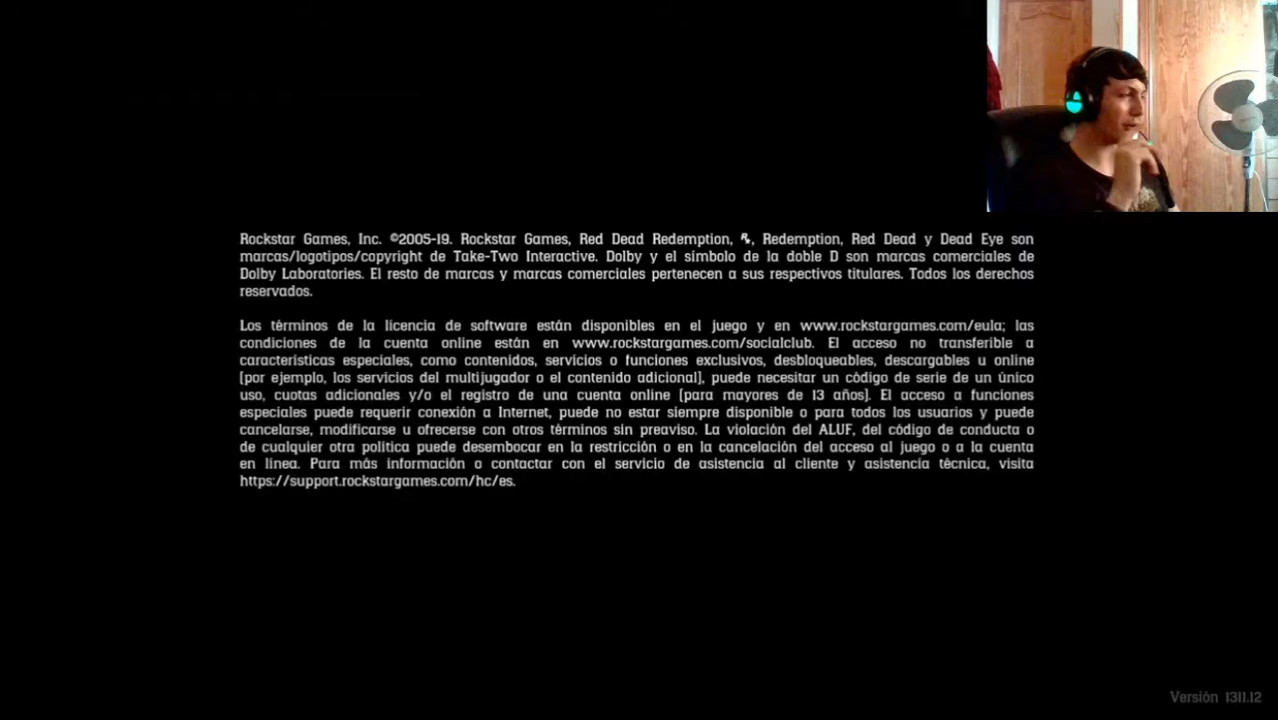 Rockstar Games, Inc. ©2005-19. Rockstar Games, Red Dead Redemption, R*, Redemption, Red Dead y Dead Eye son
marcas/logotipos/copyright de Take-Two Interactive. Dolby y el símbolo de la doble D son marcas comerciales de
Dolby Laboratories. El resto de marcas y marcas comerciales pertenecen a sus respectivos titulares. Todos los derechos
reservados.
Los términos de la licencia de software están disponibles en el juego y en www.rockstargames.com/eula; las
condiciones de la cuenta online están en www.rockstargames.com/socialclub. El acceso no transferible a
características especiales, como contenidos, servicios o funciones exclusivos, desbloqueables, descargables u online
[por ejemplo, los servicios del multijugador o el contenido adicional], puede necesitar un código de serie de un único
uso, cuotas adicionales y/o el registro de una cuenta online [para mayores de 13 años]. El acceso a funciones
especiales puede requerir conexión a Internet, puede no estar siempre disponible o para todos los usuarios y puede
cancelarse, modificarse u ofrecerse con otros términos sin preaviso. La violación del ALUF, del código de conducta o
de cualquier otra política puede desembocar en la restricción o en la cancelación del acceso al juego o a la cuenta
en línea. Para más información o contactar con el servicio de asistencia al cliente y asistencia técnica, visita
https://support.rockstargames.com/hc/es.
Versión 1311.12